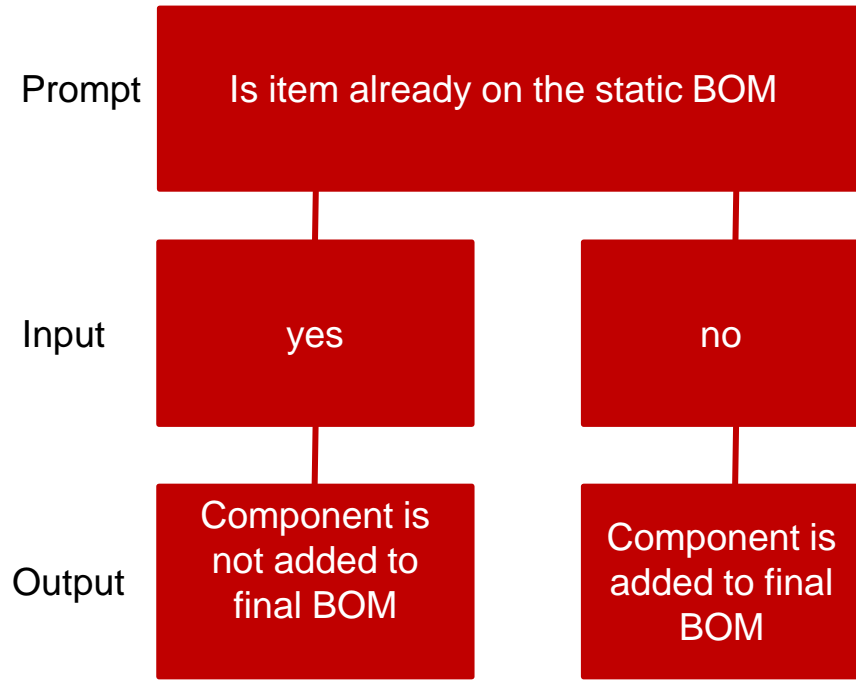 Prompt
Is item already on the static BOM
Input
yes
no
Output
Component is
not added to
final BOM
Component is
added to final
BOM